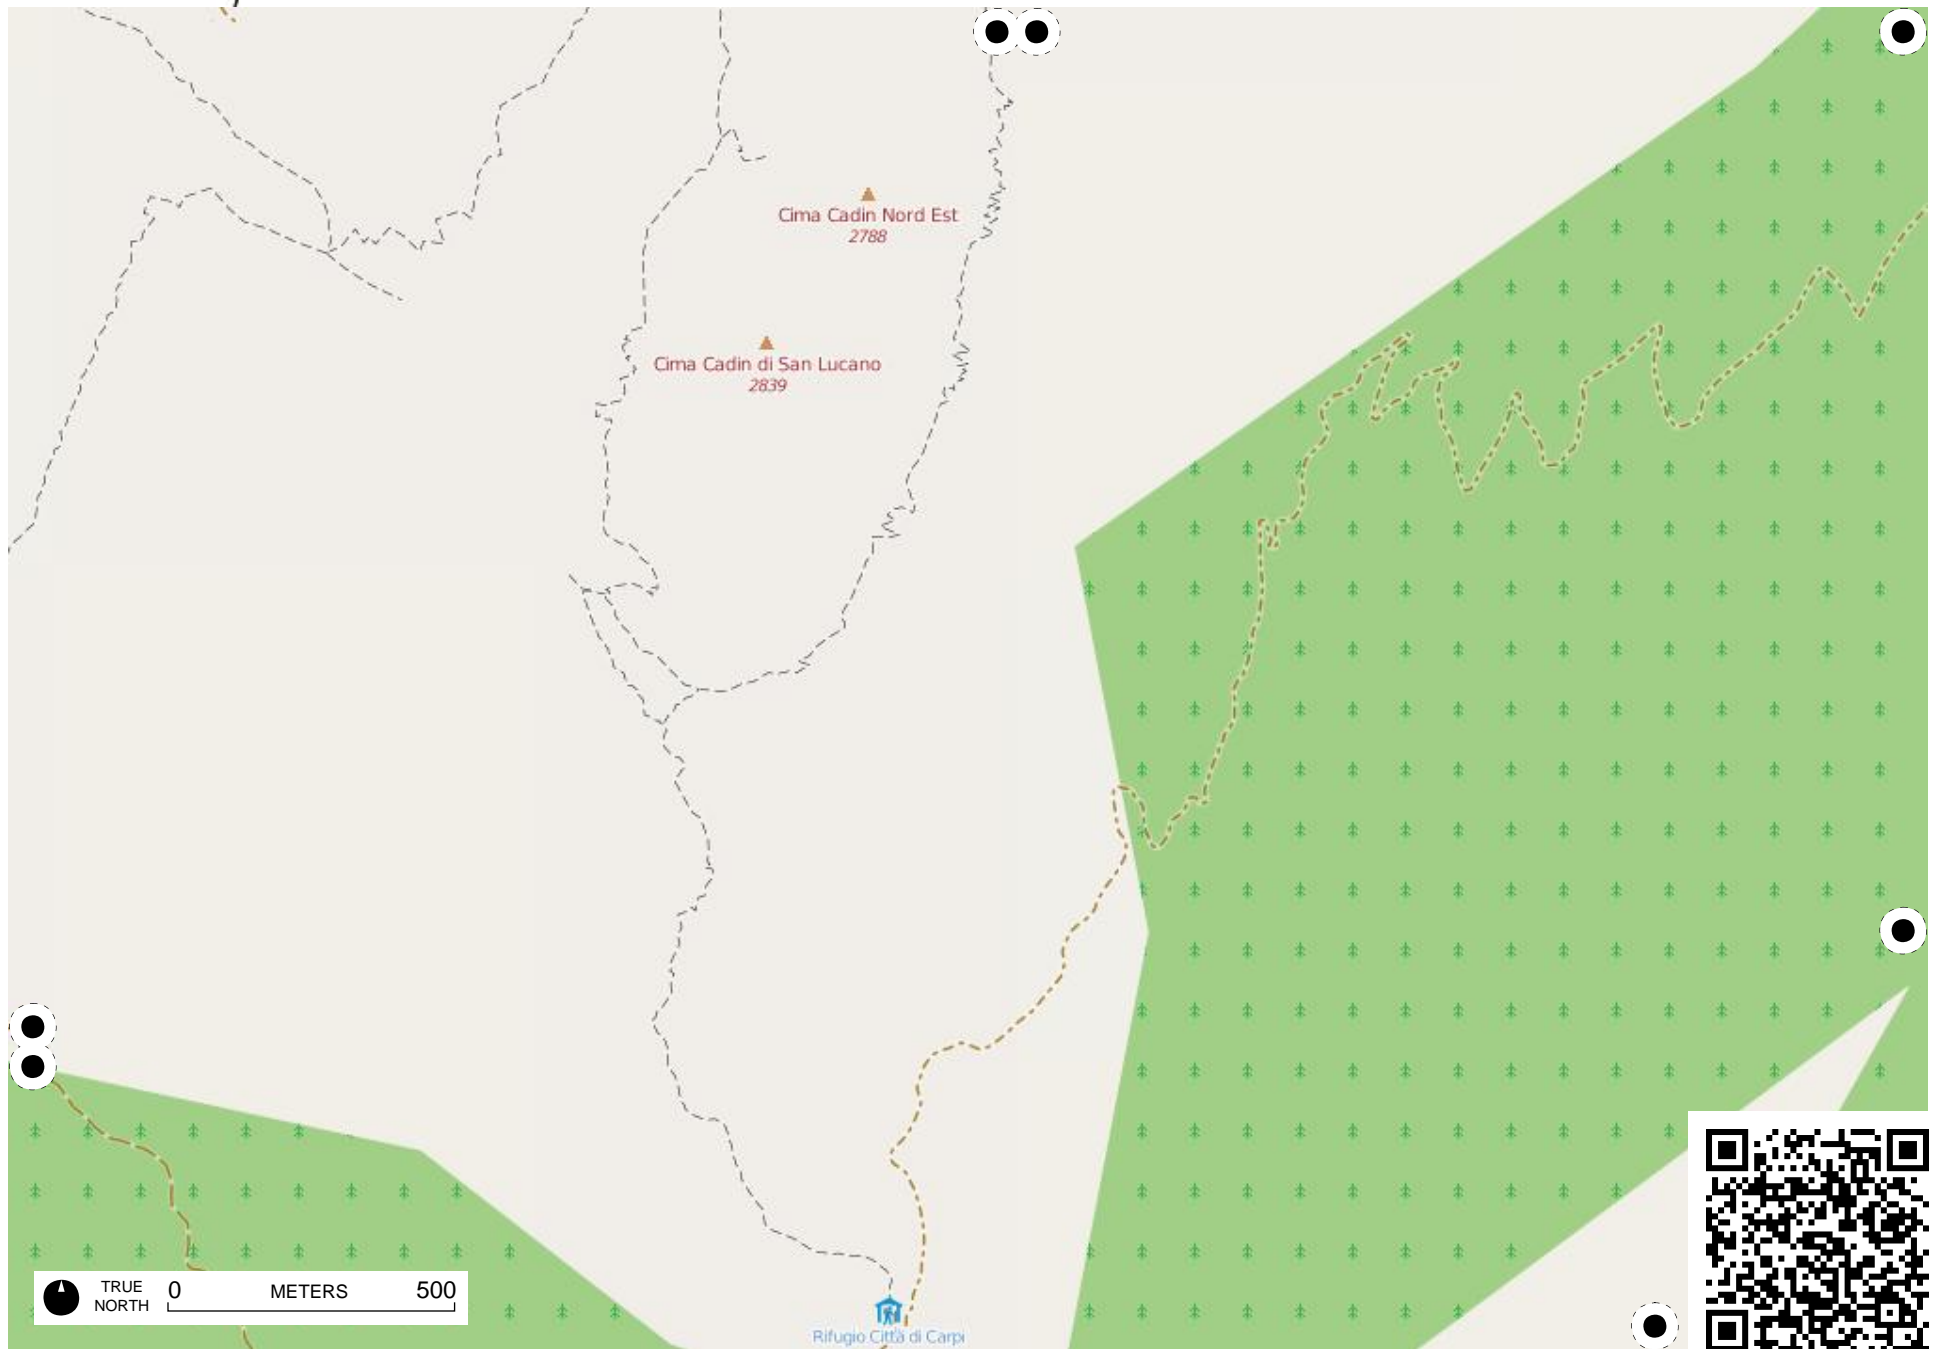 Cima Cadin Nord Est
2788
Cima Cadin di San Lucano
2839
TRUE
NORTH
0 METERS 500
Rifugio Città di Carpi